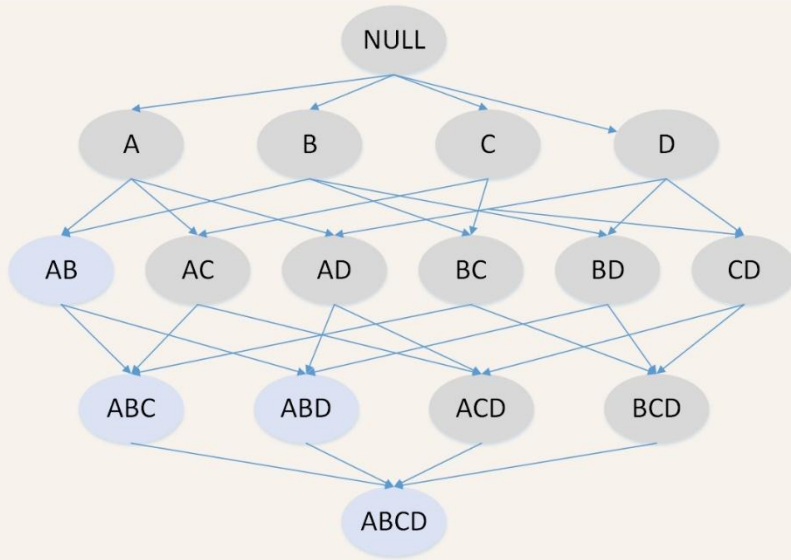 NULL
A B C D
AB AC AD BC BD CD
ABC ABD ACD BCD
ABCD